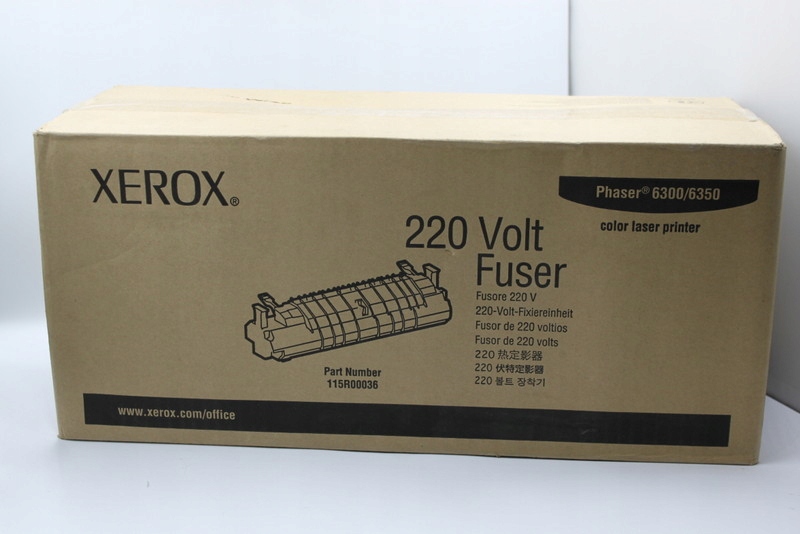 XEROX®
Phaser® 6300/6350
color laser printer
220 Volt
Fuser
Fusore 220 V
220-Volt-Fixiereinheit
Fusor de 220 voltios
Fusor de 220 volts
220 热定影器
220 伏特定影器
220 볼트 장착기
Part Number
115R00036
www.xerox.com/office